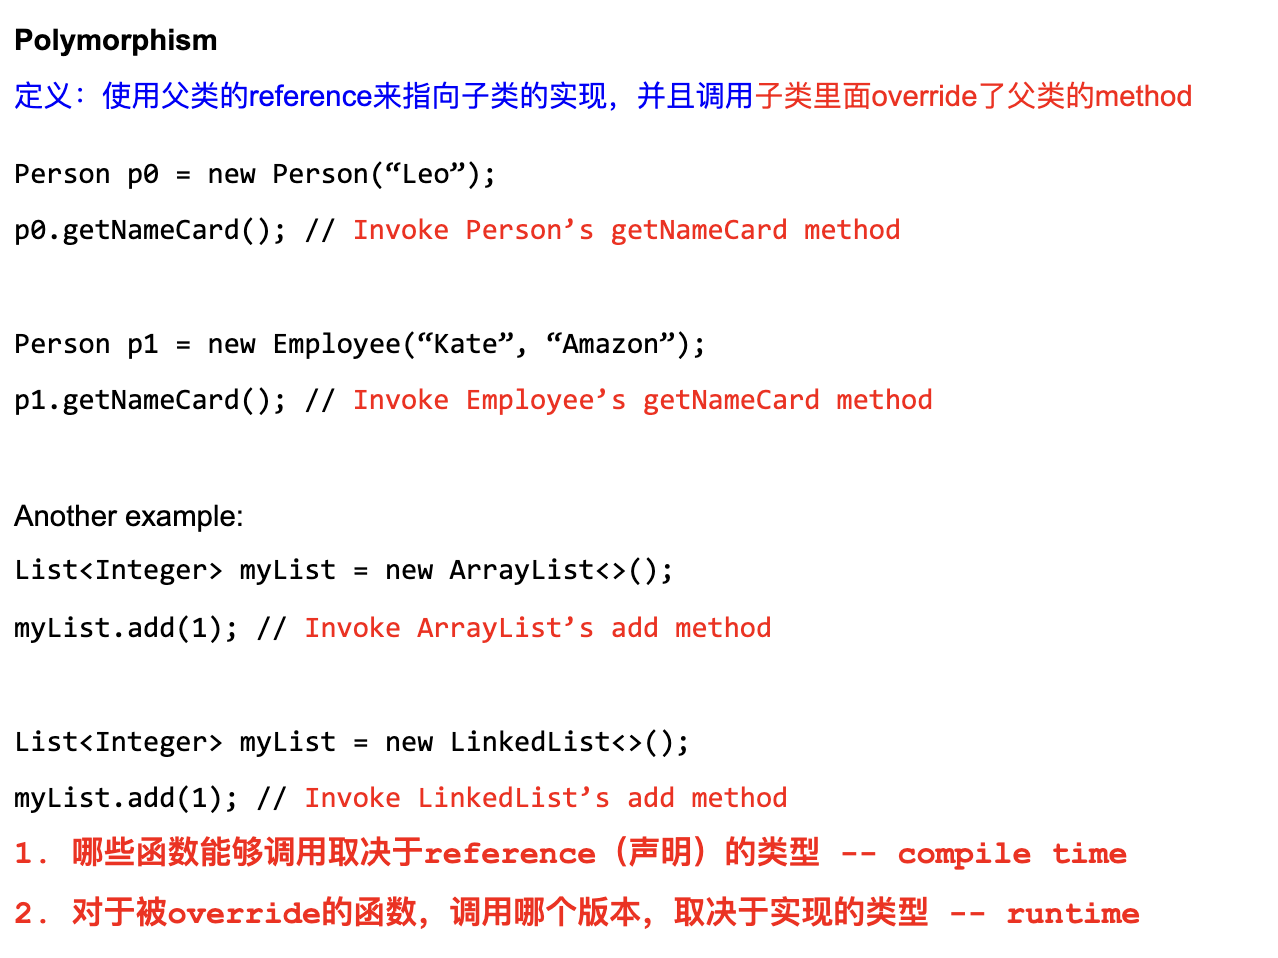 Polymorphism
定义：使用父类的reference来指向子类的实现，并且调用子类里面override了父类的method
Person p0 = new Person(“Leo”);
p0.getNameCard(); // Invoke Person’s getNameCard method
Person p1 = new Employee(“Kate”, “Amazon”);
p1.getNameCard(); // Invoke Employee’s getNameCard method
Another example:
List<Integer> myList = new ArrayList<>();
myList.add(1); // Invoke ArrayList’s add method
List<Integer> myList = new LinkedList<>();
myList.add(1); // Invoke LinkedList’s add method
1. 哪些函数能够调用取决于reference（声明）的类型 -- compile time
2. 对于被override的函数，调用哪个版本，取决于实现的类型 -- runtime